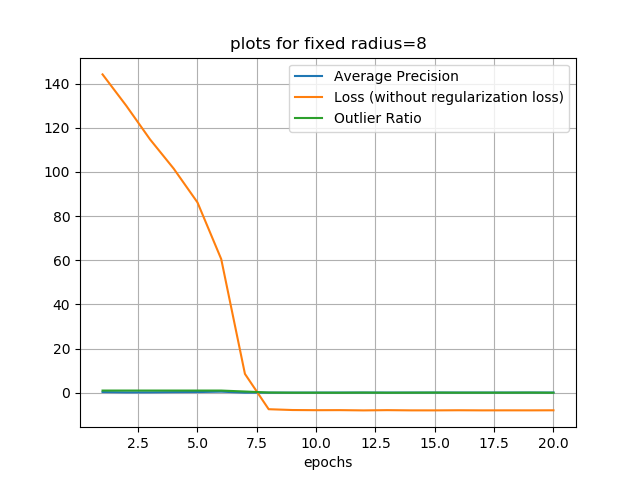 plots for fixed radius=8
Average Precision
Loss (without regularization loss)
Outlier Ratio
140
120
100
80
60
40
20
0
2.5 5.0 7.5 10.0 12.5 15.0 17.5 20.0
epochs